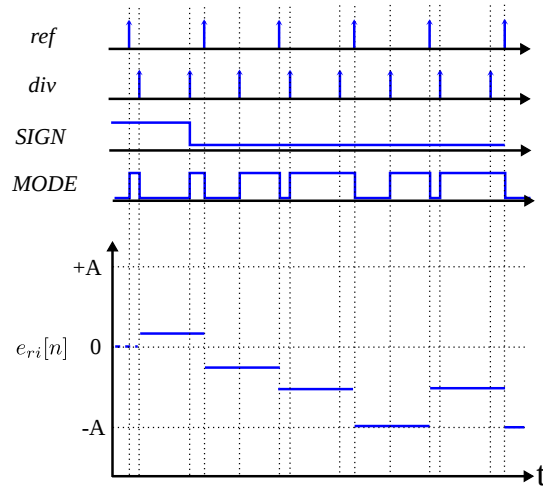 ref
div
SIGN
MODE
+A
e_{ri}[n] 0
-A
t